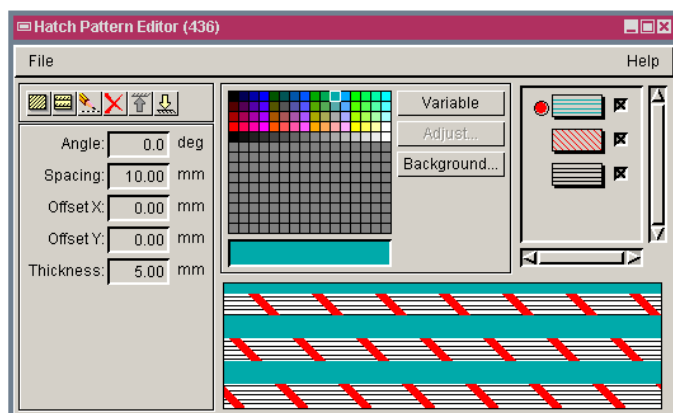 Hatch Pattern Editor (436)
File Help
Variable
Adjust...
Background...
Angle: 0.0 deg
Spacing: 10.00 mm
Offset X: 0.00 mm
Offset Y: 0.00 mm
Thickness: 5.00 mm